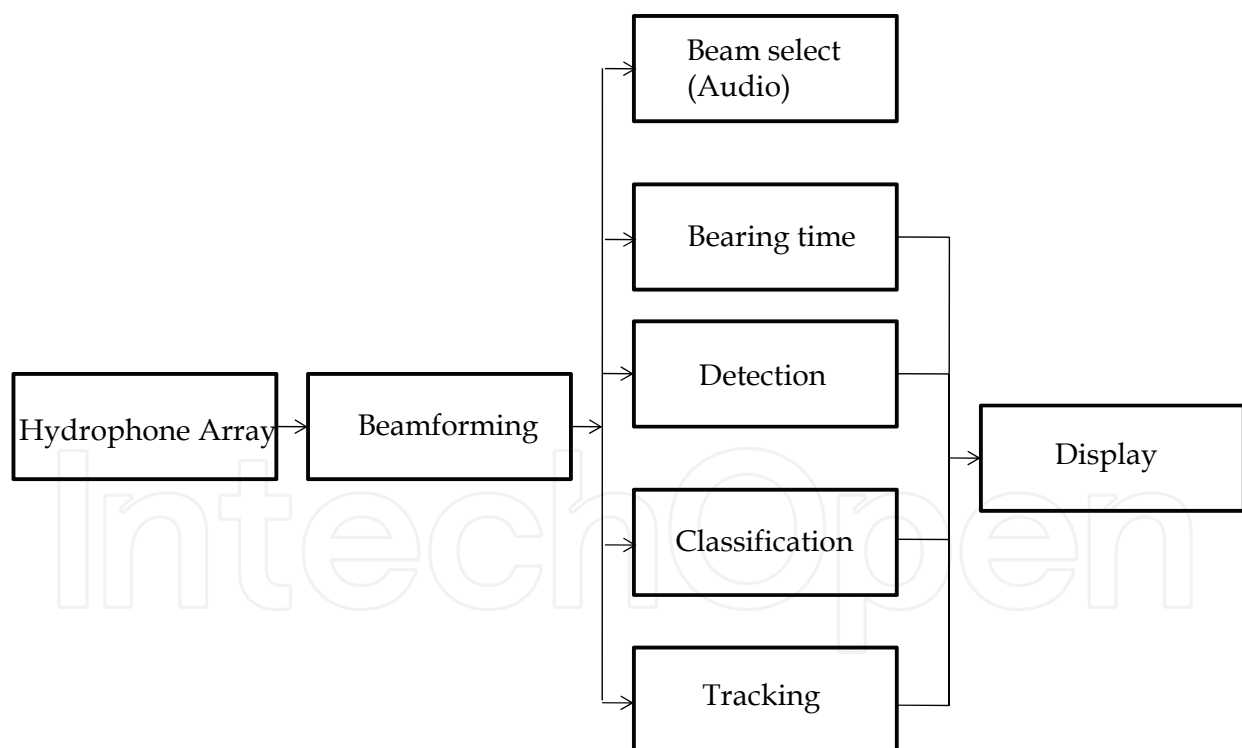 Beam select
(Audio)
Bearing time
Detection
Hydrophone Array
Beamforming
Display
Classification
Tracking
IntechOpen